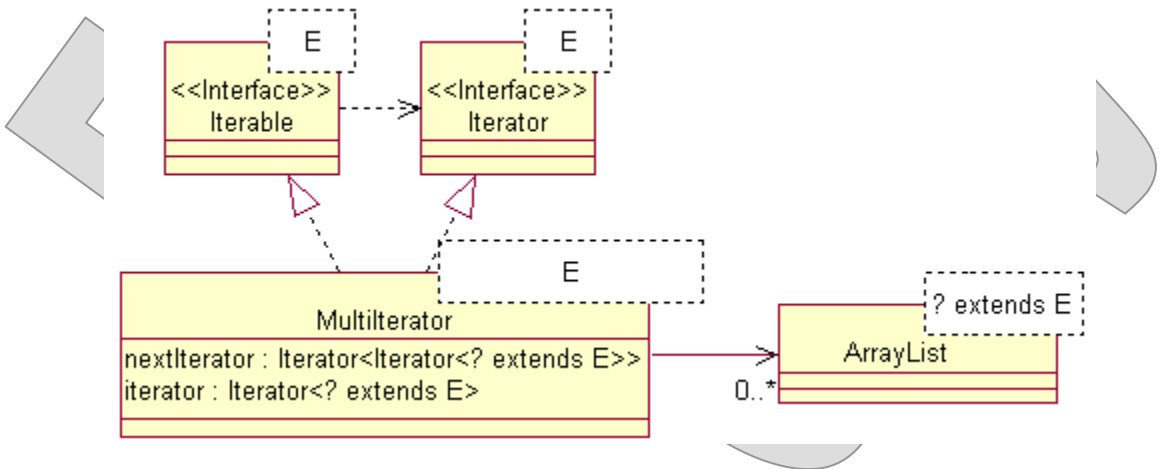 E
<<Interface>>
Iterable
E
<<Interface>>
Iterator
E
MultiIterator
nextIterator : Iterator<Iterator<? extends E>>
iterator : Iterator<? extends E>
? extends E
ArrayList
0..*